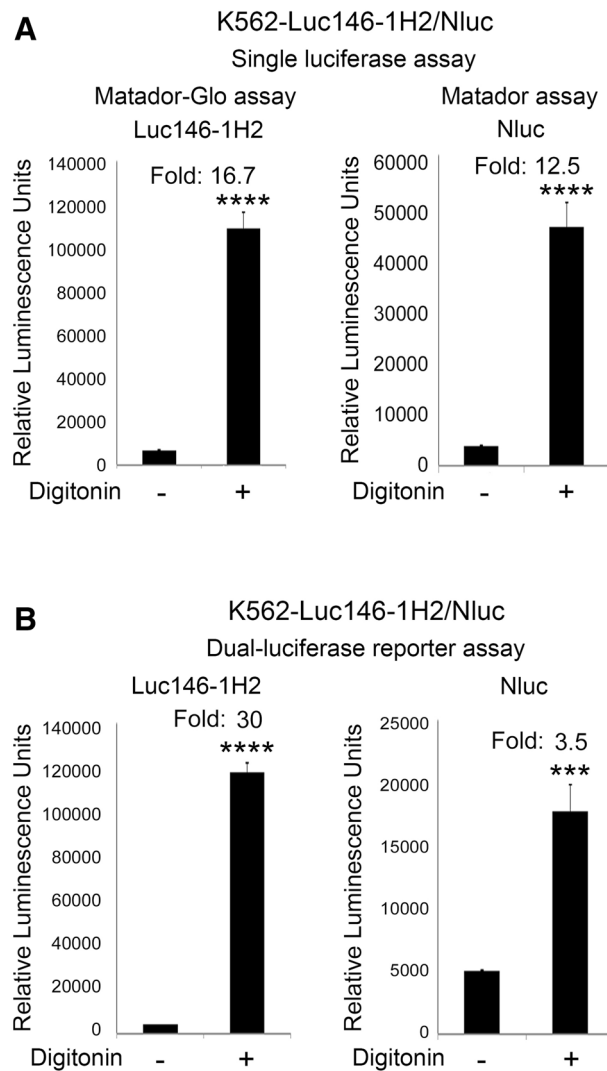 A
K562-Luc146-1H2/Nluc
Single luciferase assay
Matador-Glo assay
Luc146-1H2
Relative Luminescence Units
140000
120000
100000
80000
60000
40000
20000
0
Fold: 16.7
****
Digitonin - +
Matador assay
Nluc
Relative Luminescence Units
60000
50000
40000
30000
20000
10000
0
Fold: 12.5
****
Digitonin - +
B
K562-Luc146-1H2/Nluc
Dual-luciferase reporter assay
Luc146-1H2
Relative Luminescence Units
140000
120000
100000
80000
60000
40000
20000
0
Fold: 30
****
Digitonin - +
Nluc
Relative Luminescence Units
25000
20000
15000
10000
5000
0
Fold: 3.5
***
Digitonin - +